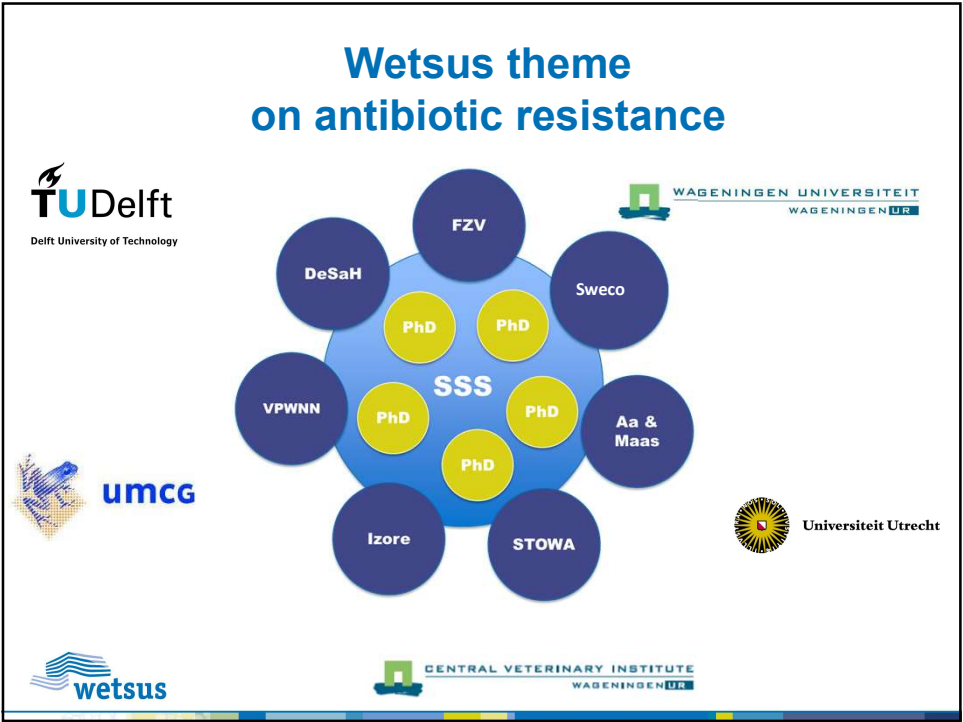 Wetsus theme
on antibiotic resistance
TUDelft
Delft University of Technology
WAGENINGEN UNIVERSITEIT
WAGENINGEN UR
FZV
DeSaH
Sweco
PhD
PhD
SSS
VPWNN
PhD
PhD
Aa &
Maas
PhD
umcg
Izore
STOWA
Universiteit Utrecht
wetsus
CENTRAL VETERINARY INSTITUTE
WAGENINGEN UR